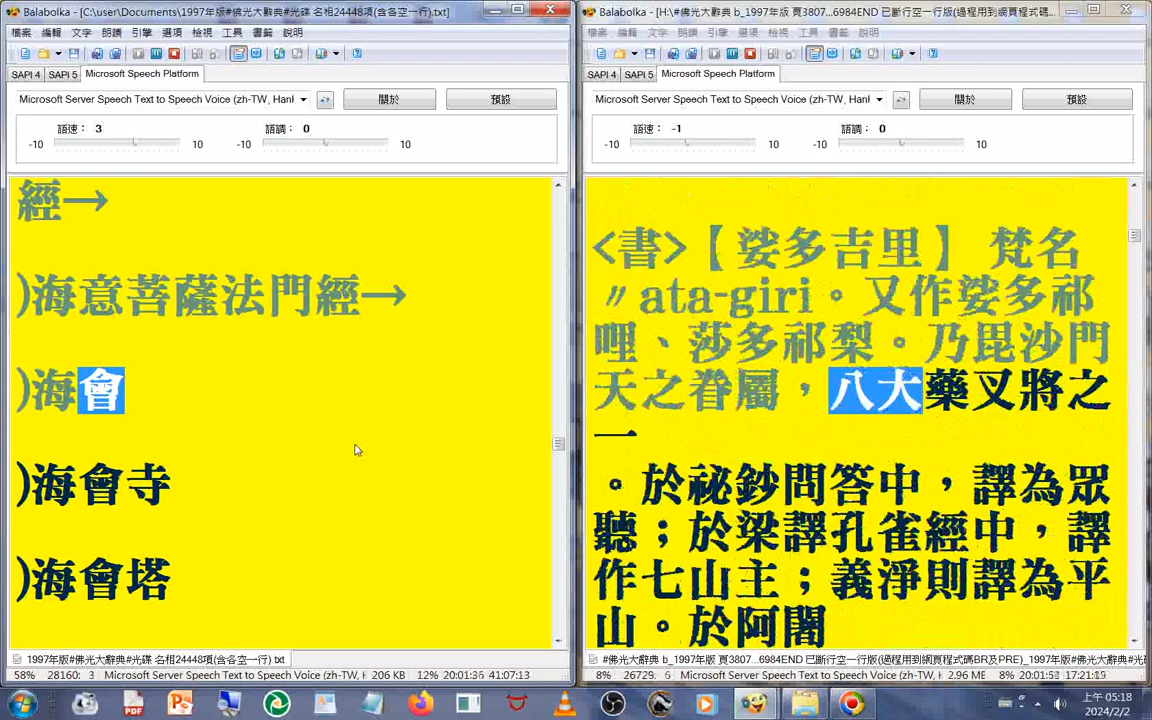 Balabolka - [C:\user\Documents\1997年版#佛光大辭典#光碟 名相24448項(含各空一行).txt]
檔案 編輯 文字 朗讀 引擎 選項 檢視 工具 書籤 說明
SAPI 4 SAPI 5 Microsoft Speech Platform
Microsoft Server Speech Text to Speech Voice (zh-TW, Hanl
關於
預設
語速： 3 語調： 0
-10 10 -10 10
經→
)海意菩薩法門經→
)海會
)海會寺
)海會塔
1997年版#佛光大辭典#光碟 名相24448項(含各空一行).txt
58% 28160: 3 Microsoft Server Speech Text to Speech Voice (zh-TW, H 206 KB 12% 20:01:36 41:07:13
Balabolka - [H:\#佛光大辭典 b_1997年版 頁3807...6984END 已斷行空一行版(過程用到網頁程式碼...
檔案 編輯 文字 朗讀 引擎 選項 檢視 工具 書籤 說明
SAPI 4 SAPI 5 Microsoft Speech Platform
Microsoft Server Speech Text to Speech Voice (zh-TW, Hanl
關於
預設
語速： -1 語調： 0
-10 10 -10 10
<書>【娑多吉里】 梵名
〃ata-giri。又作娑多祁
哩、莎多祁梨。乃毘沙門
天之眷屬，八大藥叉將之
一
。於祕鈔問答中，譯為眾
聽；於梁譯孔雀經中，譯
作七山主；義淨則譯為平
山。於阿闍
#佛光大辭典 b_1997年版 頁3807...6984END 已斷行空一行版(過程用到網頁程式碼BR及PRE)_1997年版#佛光大辭典#光
8% Microsoft Server Speech Text to Speech Voice (zh-TW, H 2.96 MB 8% 17:21:19
上午 05:18
2024/2/2